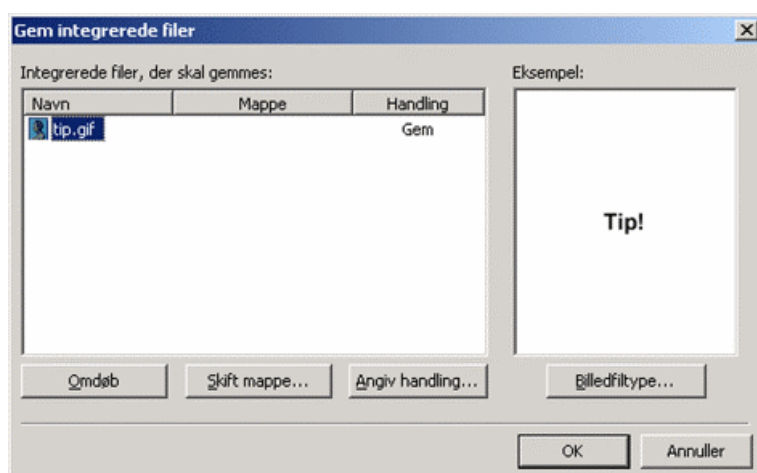 Gem integrerede filer
Integrerede filer, der skal gemmes:
Eksempel:
Navn Mappe Handling
tip.gif Gem
Tip!
Omdøb Skift mappe... Angiv handling... Billedfiltype...
OK Annuller